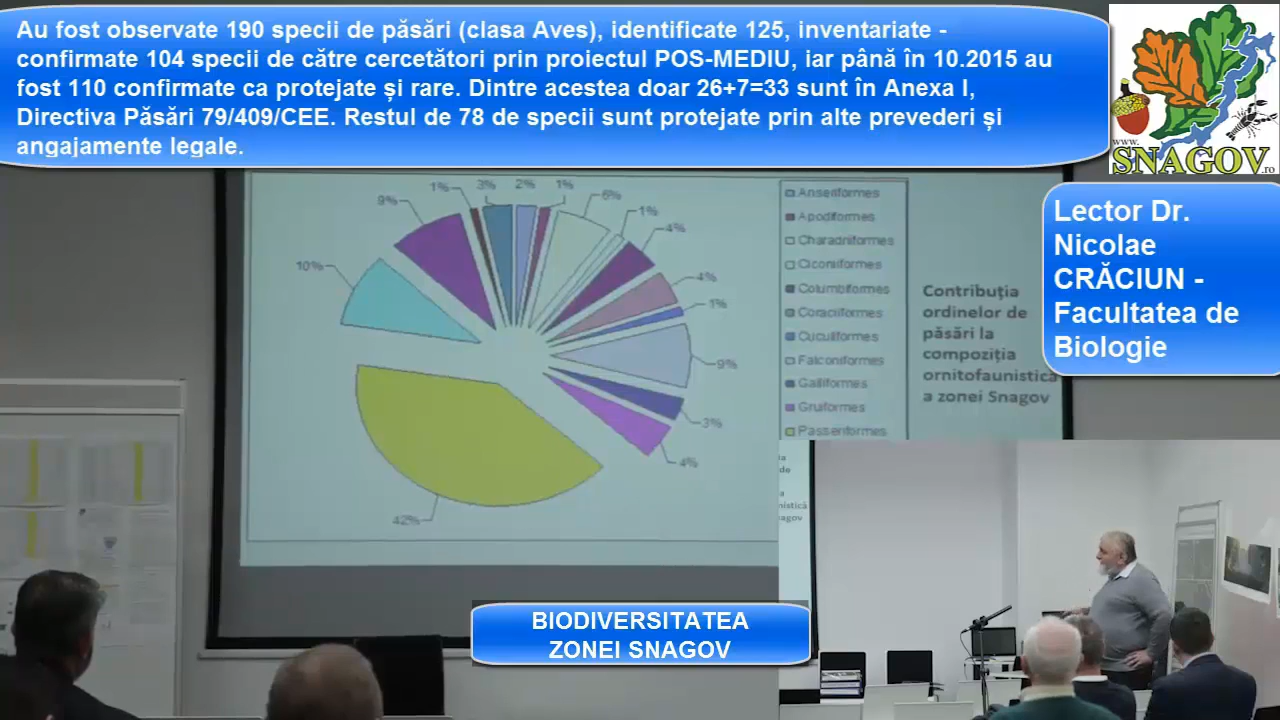 Au fost observate 190 specii de păsări (clasa Aves), identificate 125, inventariate -
confirmate 104 specii de către cercetători prin proiectul POS-MEDIU, iar până în 10.2015 au
fost 110 confirmate ca protejate și rare. Dintre acestea doar 26+7=33 sunt în Anexa I,
Directiva Păsări 79/409/CEE. Restul de 78 de specii sunt protejate prin alte prevederi și
angajamente legale.
www.
SNAGOV.ro
Lector Dr.
Nicolae
CRĂCIUN -
Facultatea de
Biologie
1%
3%
2%
1%
6%
1%
4%
4%
1%
9%
3%
4%
42%
10%
9%
Anseriformes
Apodiformes
Charadriiformes
Ciconiiformes
Columbiformes
Coraciiformes
Cuculiformes
Falconiformes
Galliformes
Gruiformes
Passeriformes
Contribuția
ordinelor de
păsări la
compoziția
ornitofaunistică
a zonei Snagov
BIODIVERSITATEA
ZONEI SNAGOV